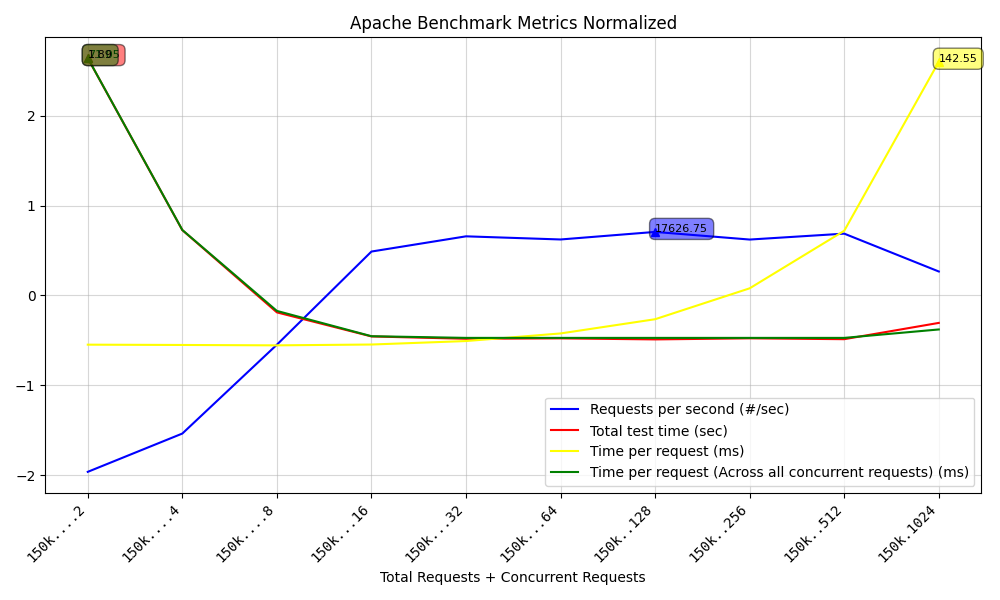 Apache Benchmark Metrics Normalized
142.55
17626.75
2
1
0
−1
−2
Requests per second (#/sec)
Total test time (sec)
Time per request (ms)
Time per request (Across all concurrent requests) (ms)
150k....2
150k....4
150k....8
150k...16
150k...32
150k...64
150k..128
150k..256
150k..512
150k.1024
Total Requests + Concurrent Requests